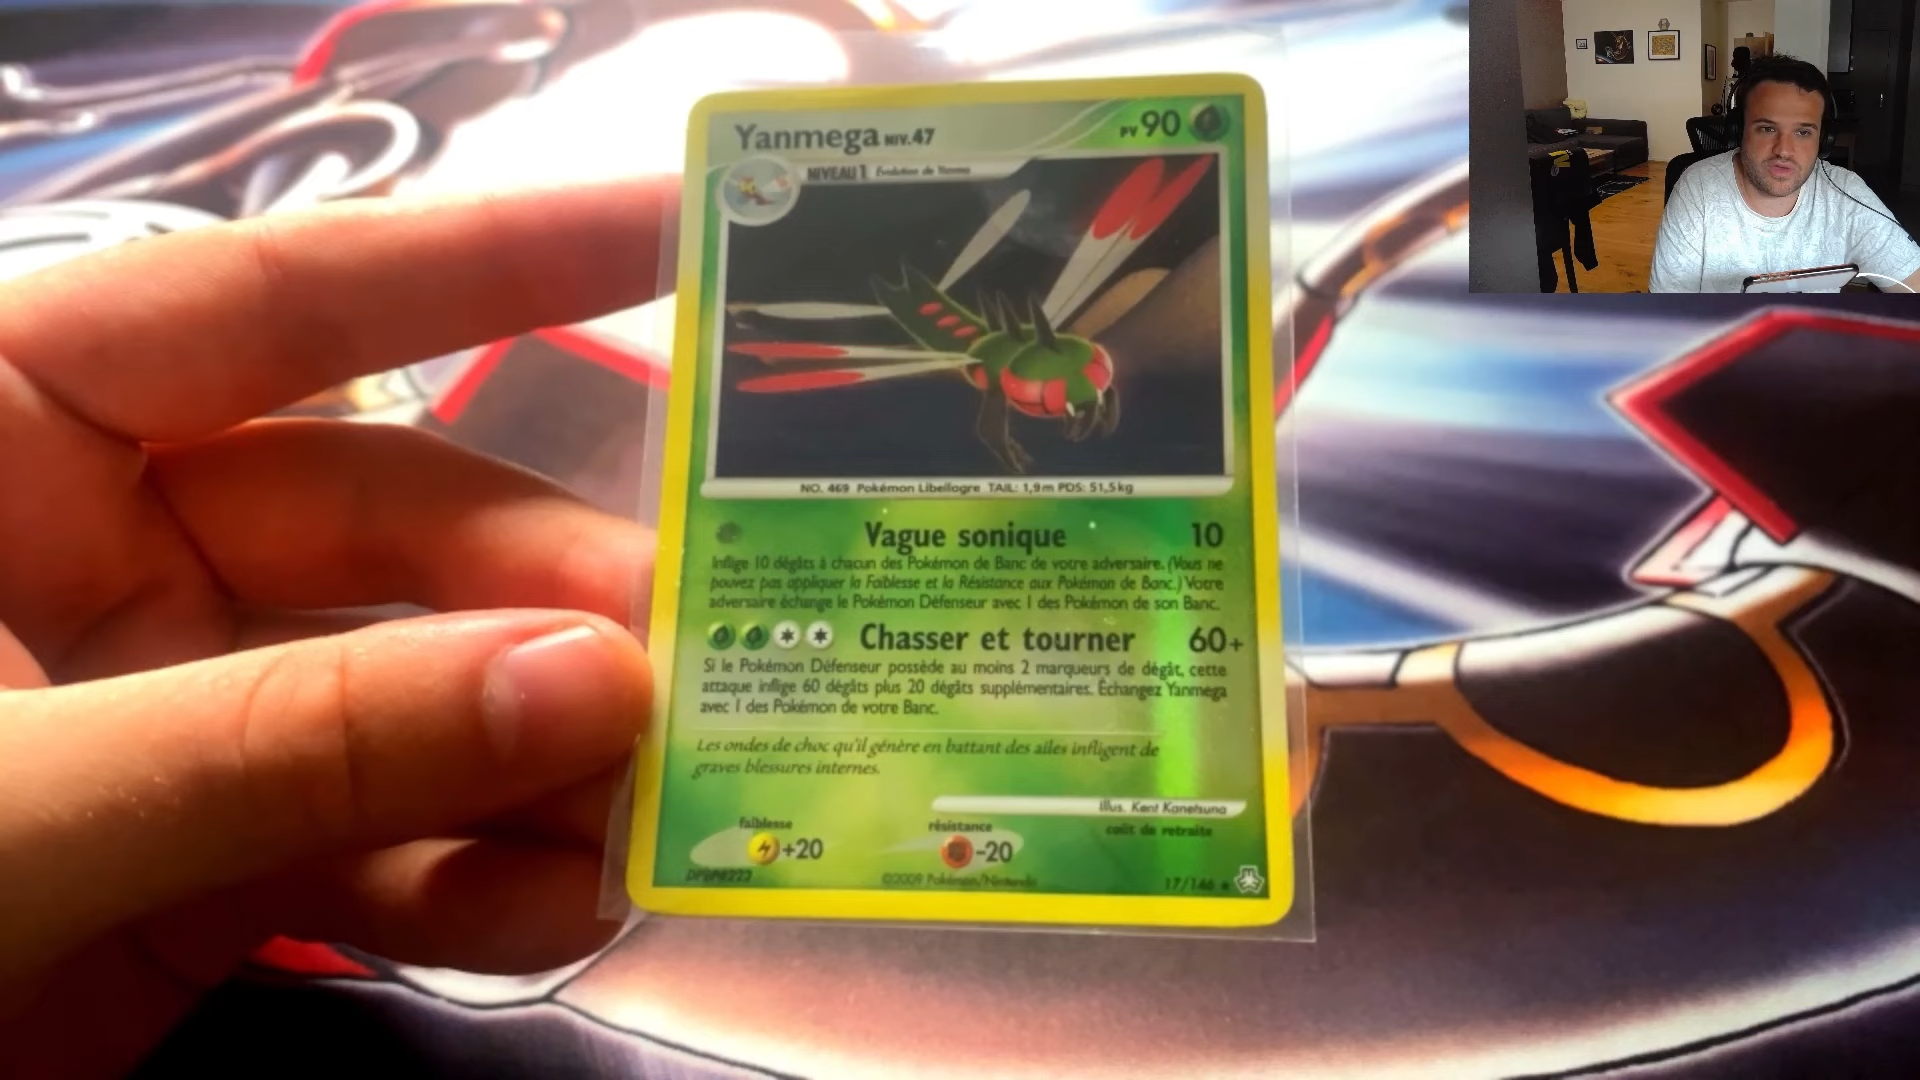 Yanmega NIV.47
PV 90
NIVEAU 1 Évolution de Yanma
NO. 469 Pokémon Libellogre TAIL: 1,9m PDS: 51,5kg
Vague sonique 10
Inflige 10 dégâts à chacun des Pokémon de Banc de votre adversaire. (Vous ne
pouvez pas appliquer la Faiblesse et la Résistance aux Pokémon de Banc.) Votre
adversaire échange le Pokémon Défenseur avec 1 des Pokémon de son Banc.
Chasser et tourner 60+
Si le Pokémon Défenseur possède au moins 2 marqueurs de dégât, cette
attaque inflige 60 dégâts plus 20 dégâts supplémentaires. Échangez Yanmega
avec 1 des Pokémon de votre Banc.
Les ondes de choc qu'il génère en battant des ailes infligent de
graves blessures internes.
Illus. Kent Kanetsuna
faiblesse résistance coût de retraite
+20 -20
©2009 Pokémon/Nintendo
17/146